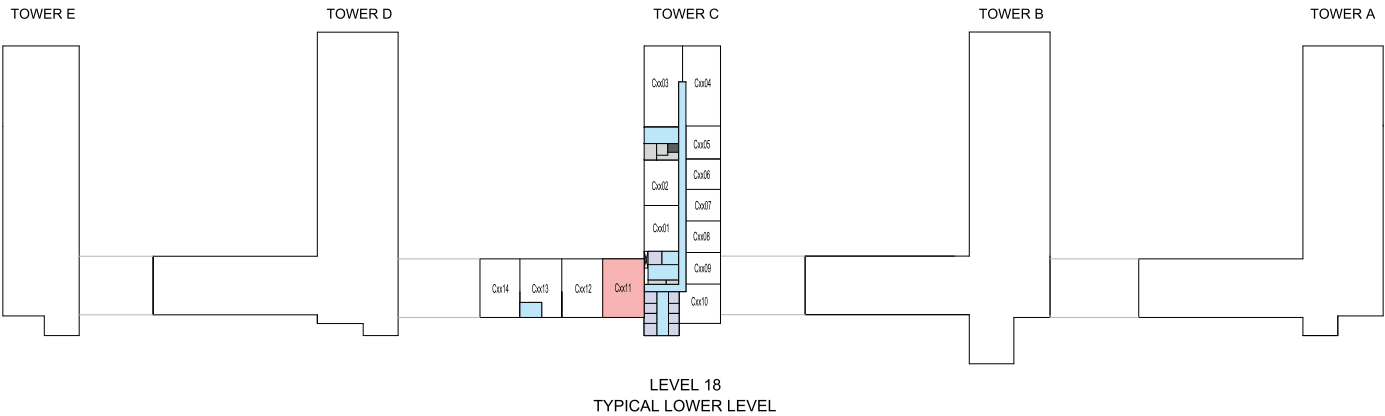 TOWER E
TOWER D
TOWER C
TOWER B
TOWER A
Cxx03
Cxx04
Cxx05
Cxx06
Cxx02
Cxx07
Cxx01
Cxx08
Cxx09
Cxx14
Cxx13
Cxx12
Cxx11
Cxx10
LEVEL 18
TYPICAL LOWER LEVEL